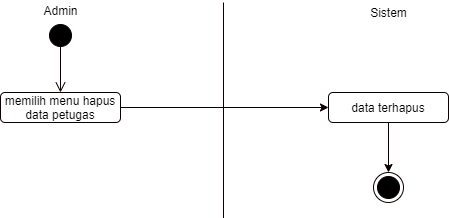 Admin
Sistem
memilih menu hapus
data petugas
data terhapus